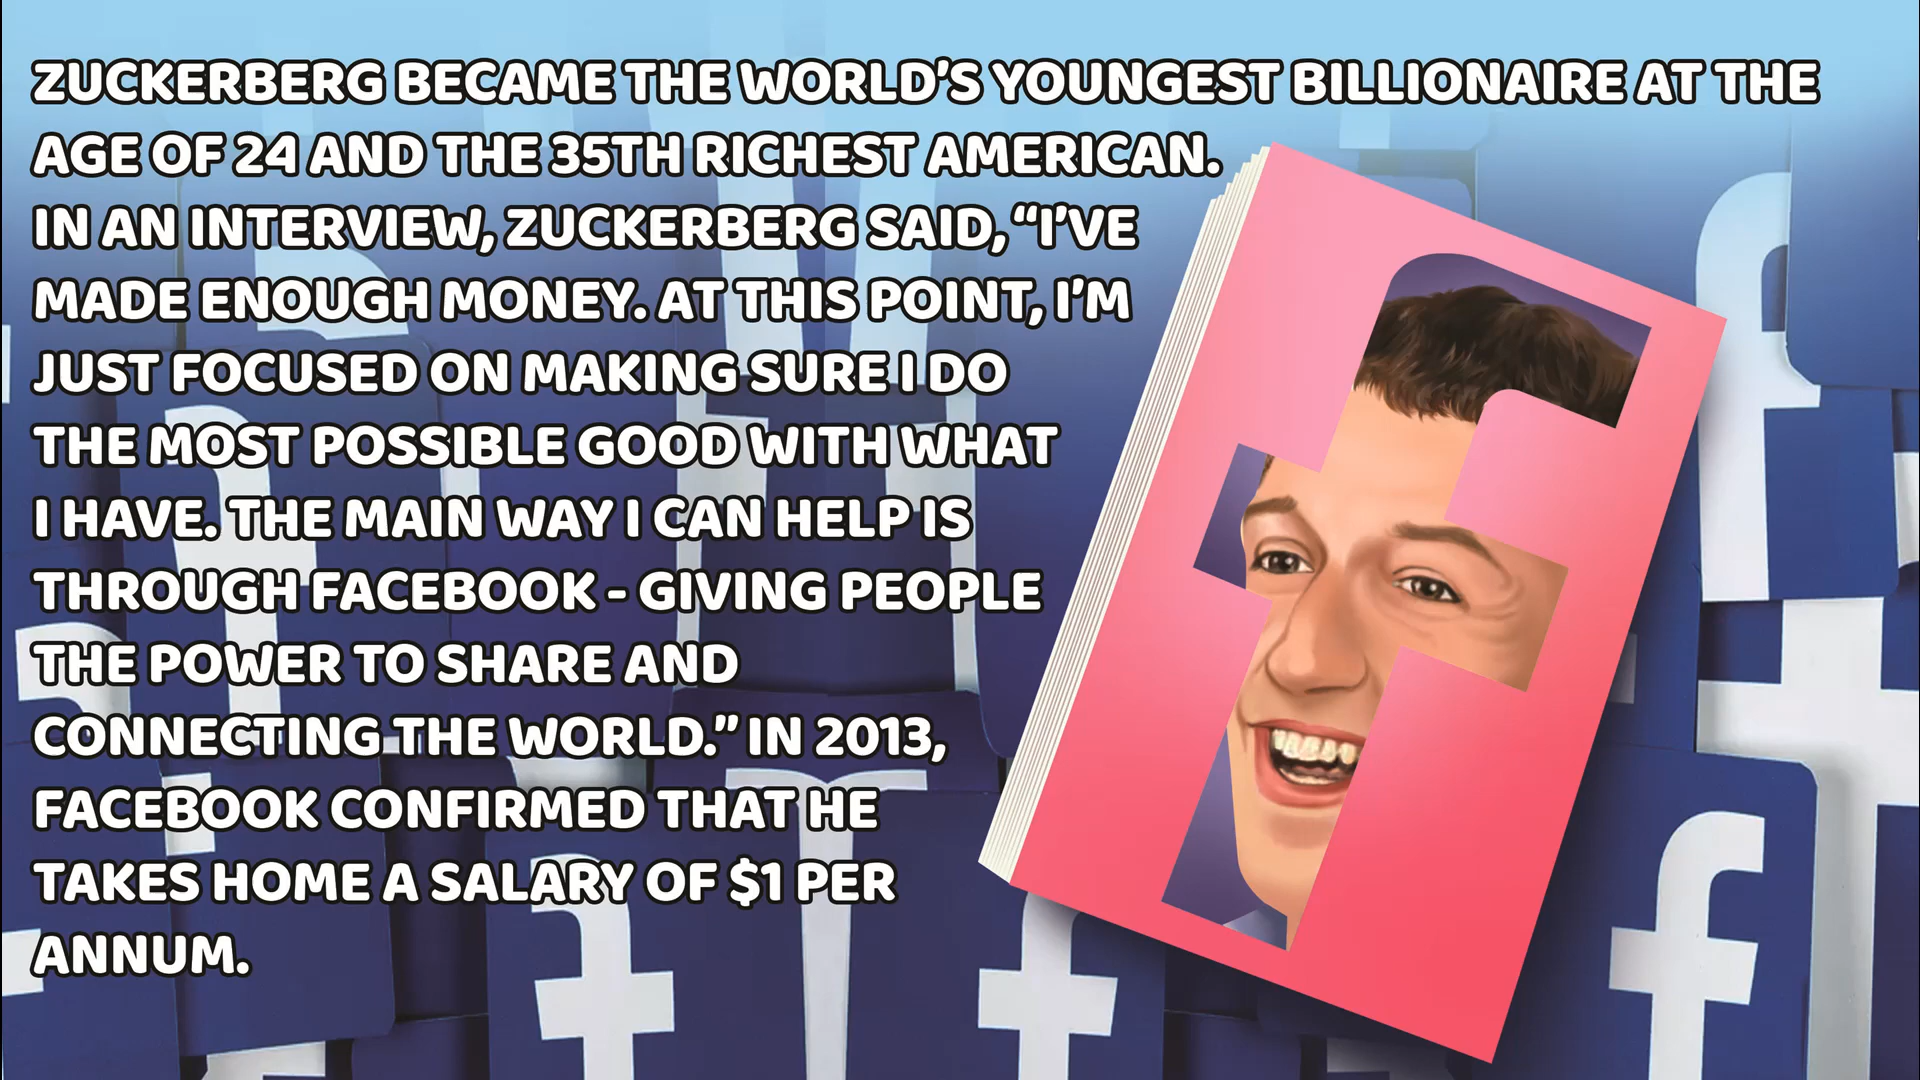 ZUCKERBERG BECAME THE WORLD'S YOUNGEST BILLIONAIRE AT THE
AGE OF 24 AND THE 35TH RICHEST AMERICAN.
IN AN INTERVIEW, ZUCKERBERG SAID, “I'VE
MADE ENOUGH MONEY. AT THIS POINT, I'M
JUST FOCUSED ON MAKING SURE I DO
THE MOST POSSIBLE GOOD WITH WHAT
I HAVE. THE MAIN WAY I CAN HELP IS
THROUGH FACEBOOK - GIVING PEOPLE
THE POWER TO SHARE AND
CONNECTING THE WORLD.” IN 2013,
FACEBOOK CONFIRMED THAT HE
TAKES HOME A SALARY OF $1 PER
ANNUM.